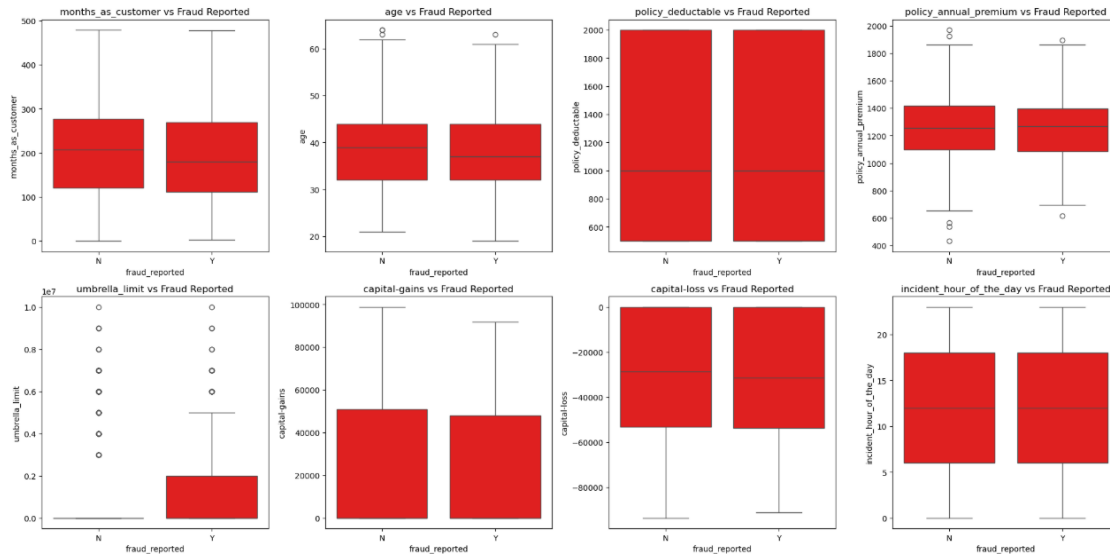 months_as_customer vs Fraud Reported
500
400
300
200
100
0
months_as_customer
N
Y
fraud_reported
age vs Fraud Reported
60
50
40
30
20
age
N
Y
fraud_reported
policy_deductable vs Fraud Reported
2000
1800
1600
1400
1200
1000
800
600
policy_deductable
N
Y
fraud_reported
policy_annual_premium vs Fraud Reported
2000
1800
1600
1400
1200
1000
800
600
400
policy_annual_premium
N
Y
fraud_reported
umbrella_limit vs Fraud Reported
1e7
1.0
0.8
0.6
0.4
0.2
0.0
umbrella_limit
N
Y
fraud_reported
capital-gains vs Fraud Reported
100000
80000
60000
40000
20000
0
capital-gains
N
Y
fraud_reported
capital-loss vs Fraud Reported
0
−20000
−40000
−60000
−80000
capital-loss
N
Y
fraud_reported
incident_hour_of_the_day vs Fraud Reported
20
15
10
5
0
incident_hour_of_the_day
N
Y
fraud_reported